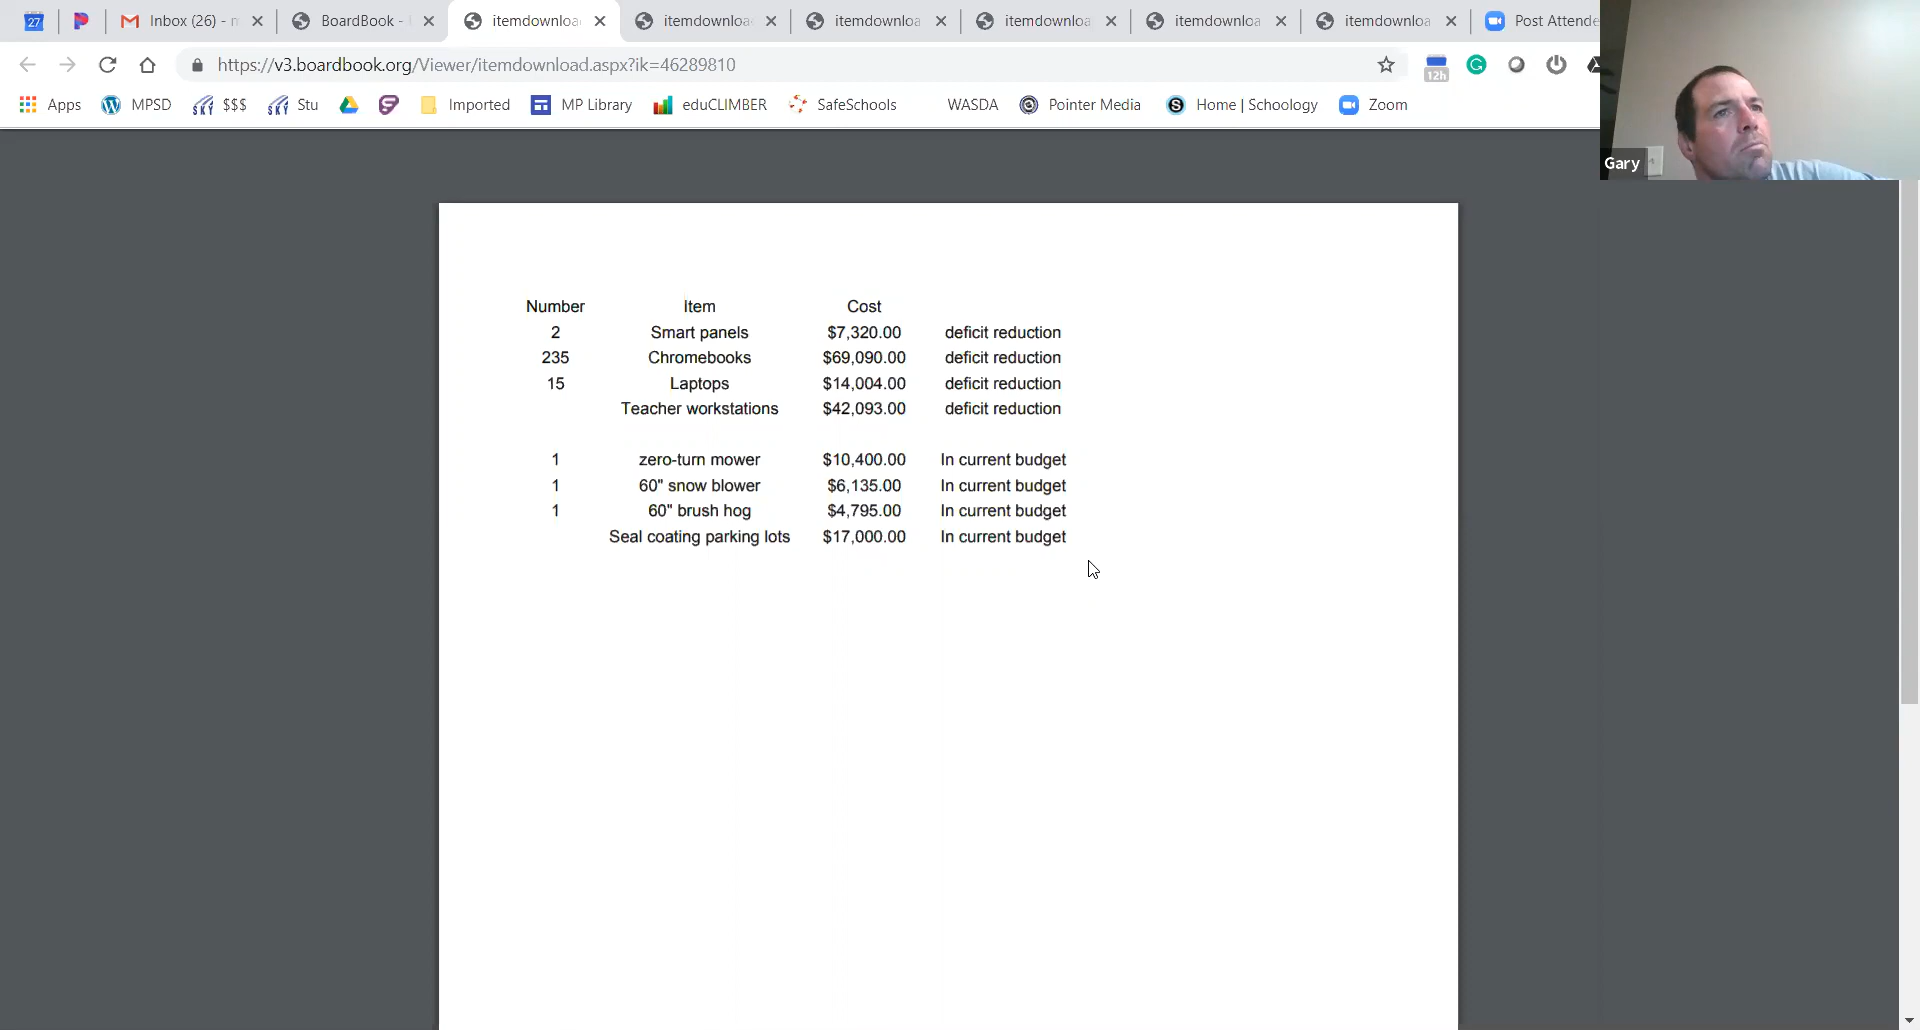 27
Inbox (26) - n
BoardBook -
itemdownloa
itemdownloa
itemdownloa
itemdownloa
itemdownloa
itemdownloa
Post Attende
https://v3.boardbook.org/Viewer/itemdownload.aspx?ik=46289810
12h
Apps MPSD $$$ Stu Imported MP Library eduCLIMBER SafeSchools WASDA Pointer Media Home | Schoology Zoom
Gary
Number Item Cost
2 Smart panels $7,320.00 deficit reduction
235 Chromebooks $69,090.00 deficit reduction
15 Laptops $14,004.00 deficit reduction
Teacher workstations $42,093.00 deficit reduction
1 zero-turn mower $10,400.00 In current budget
1 60" snow blower $6,135.00 In current budget
1 60" brush hog $4,795.00 In current budget
Seal coating parking lots $17,000.00 In current budget